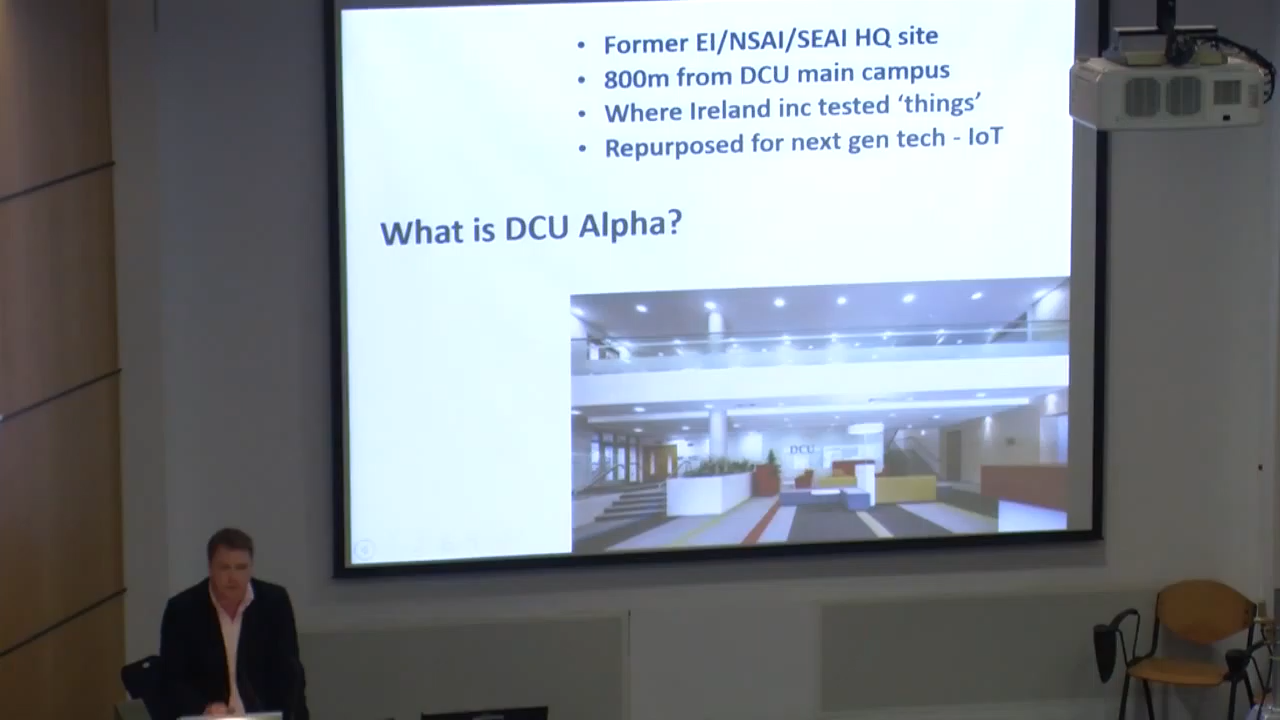 • Former EI/NSAI/SEAI HQ site
• 800m from DCU main campus
• Where Ireland inc tested ‘things’
• Repurposed for next gen tech - IoT
What is DCU Alpha?
DCU